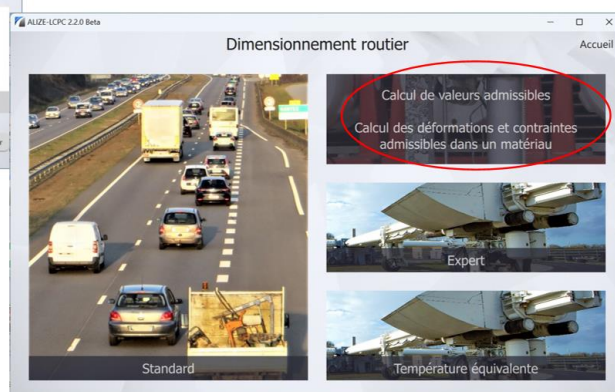 ALIZE-LCPC 2.2.0 Beta
Dimensionnement routier
Accueil
Calcul de valeurs admissibles
Calcul des déformations et contraintes
admissibles dans un matériau
Expert
Standard
Température équivalente